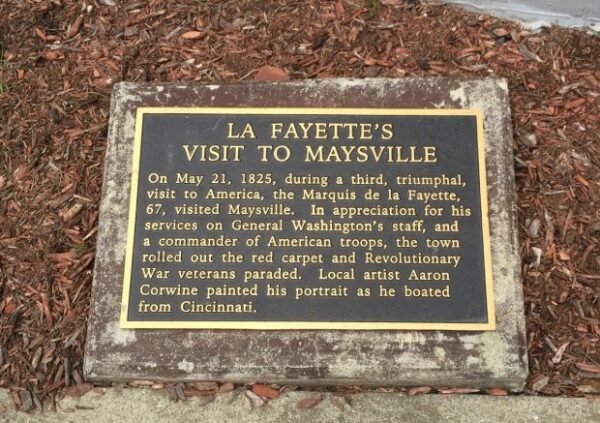 LA FAYETTE'S
VISIT TO MAYSVILLE
On May 21, 1825, during a third, triumphal,
visit to America, the Marquis de la Fayette,
67, visited Maysville. In appreciation for his
services on General Washington's staff, and
a commander of American troops, the town
rolled out the red carpet and Revolutionary
War veterans paraded. Local artist Aaron
Corwine painted his portrait as he boated
from Cincinnati.